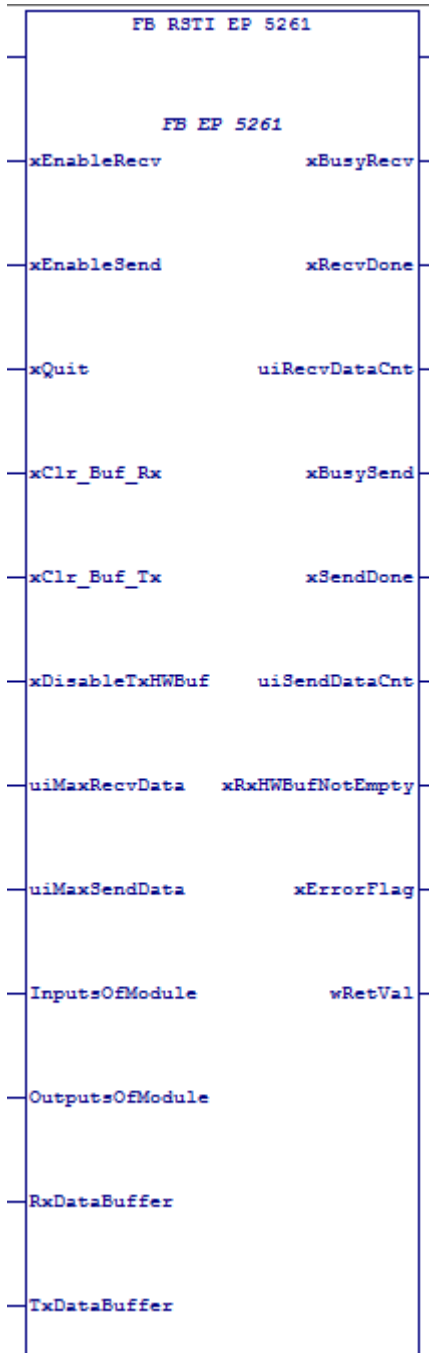 FB RSTI EP 5261
FB EP 5261
xEnableRecv xBusyRecv
xEnableSend xRecvDone
xQuit uiRecvDataCnt
xClr_Buf_Rx xBusySend
xClr_Buf_Tx xSendDone
xDisableTxHWBuf uiSendDataCnt
uiMaxRecvData xRxHWBufNotEmpty
uiMaxSendData xErrorFlag
InputsOfModule wRetVal
OutputsOfModule
RxDataBuffer
TxDataBuffer